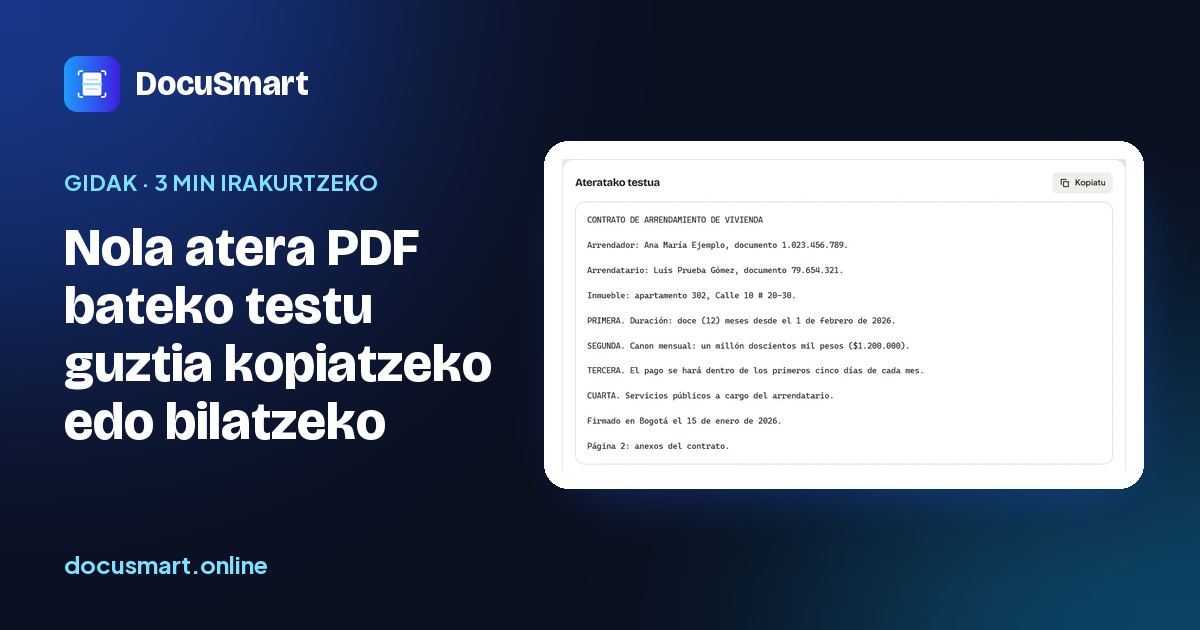 DocuSmart
GIDAK · 3 MIN IRAKURTZEKO
Nola atera PDF
bateko testu
guztia kopiatzeko
edo bilatzeko
docusmart.online
Ateratako testua
Kopiatu
CONTRATO DE ARRENDAMIENTO DE VIVIENDA
Arrendador: Ana María Ejemplo, documento 1.023.456.789.
Arrendatario: Luis Prueba Gómez, documento 79.654.321.
Inmueble: apartamento 302, Calle 10 # 20-30.
PRIMERA. Duración: doce (12) meses desde el 1 de febrero de 2026.
SEGUNDA. Canon mensual: un millón doscientos mil pesos ($1.200.000).
TERCERA. El pago se hará dentro de los primeros cinco días de cada mes.
CUARTA. Servicios públicos a cargo del arrendatario.
Firmado en Bogotá el 15 de enero de 2026.
Página 2: anexos del contrato.